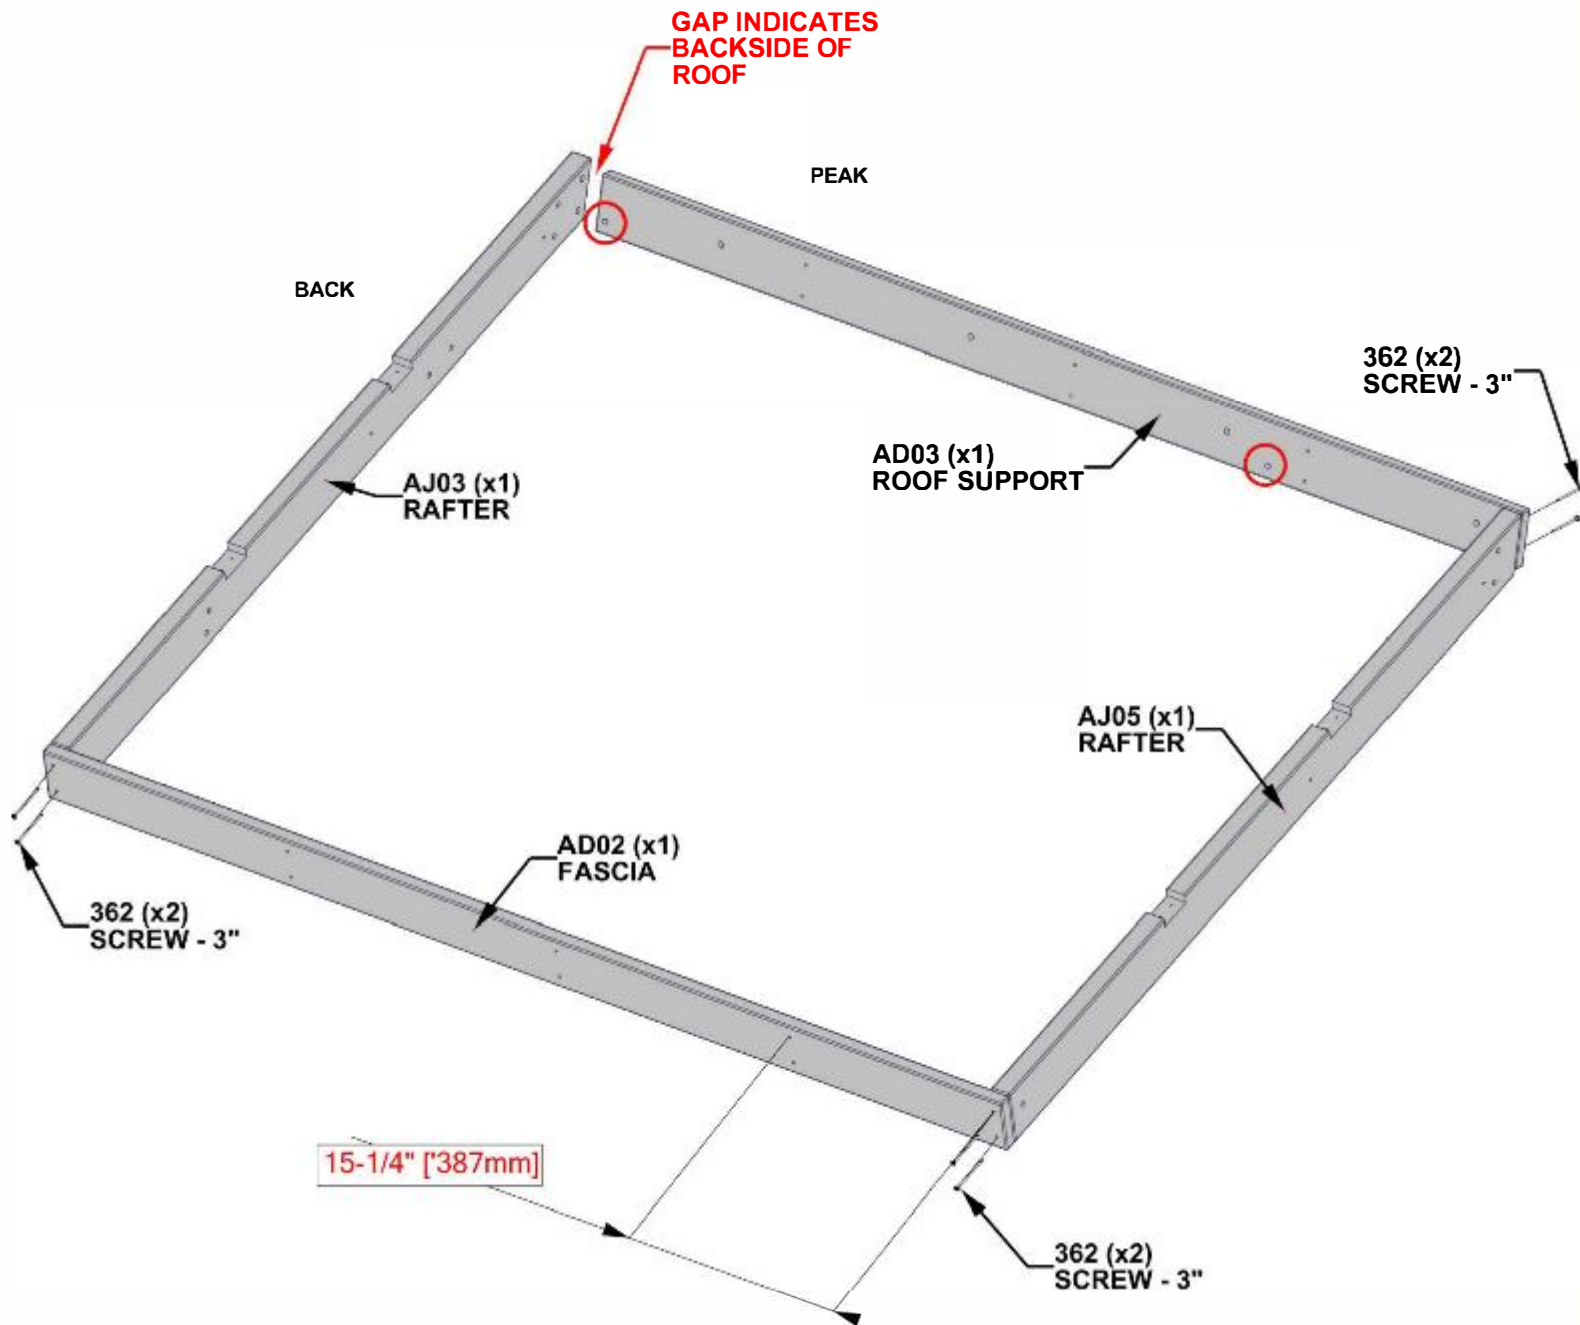 GAP INDICATES
BACKSIDE OF
ROOF
PEAK
BACK
362 (x2)
SCREW - 3"
AD03 (x1)
ROOF SUPPORT
AJ03 (x1)
RAFTER
AJ05 (x1)
RAFTER
AD02 (x1)
FASCIA
362 (x2)
SCREW - 3"
15-1/4" ['387mm]
362 (x2)
SCREW - 3"